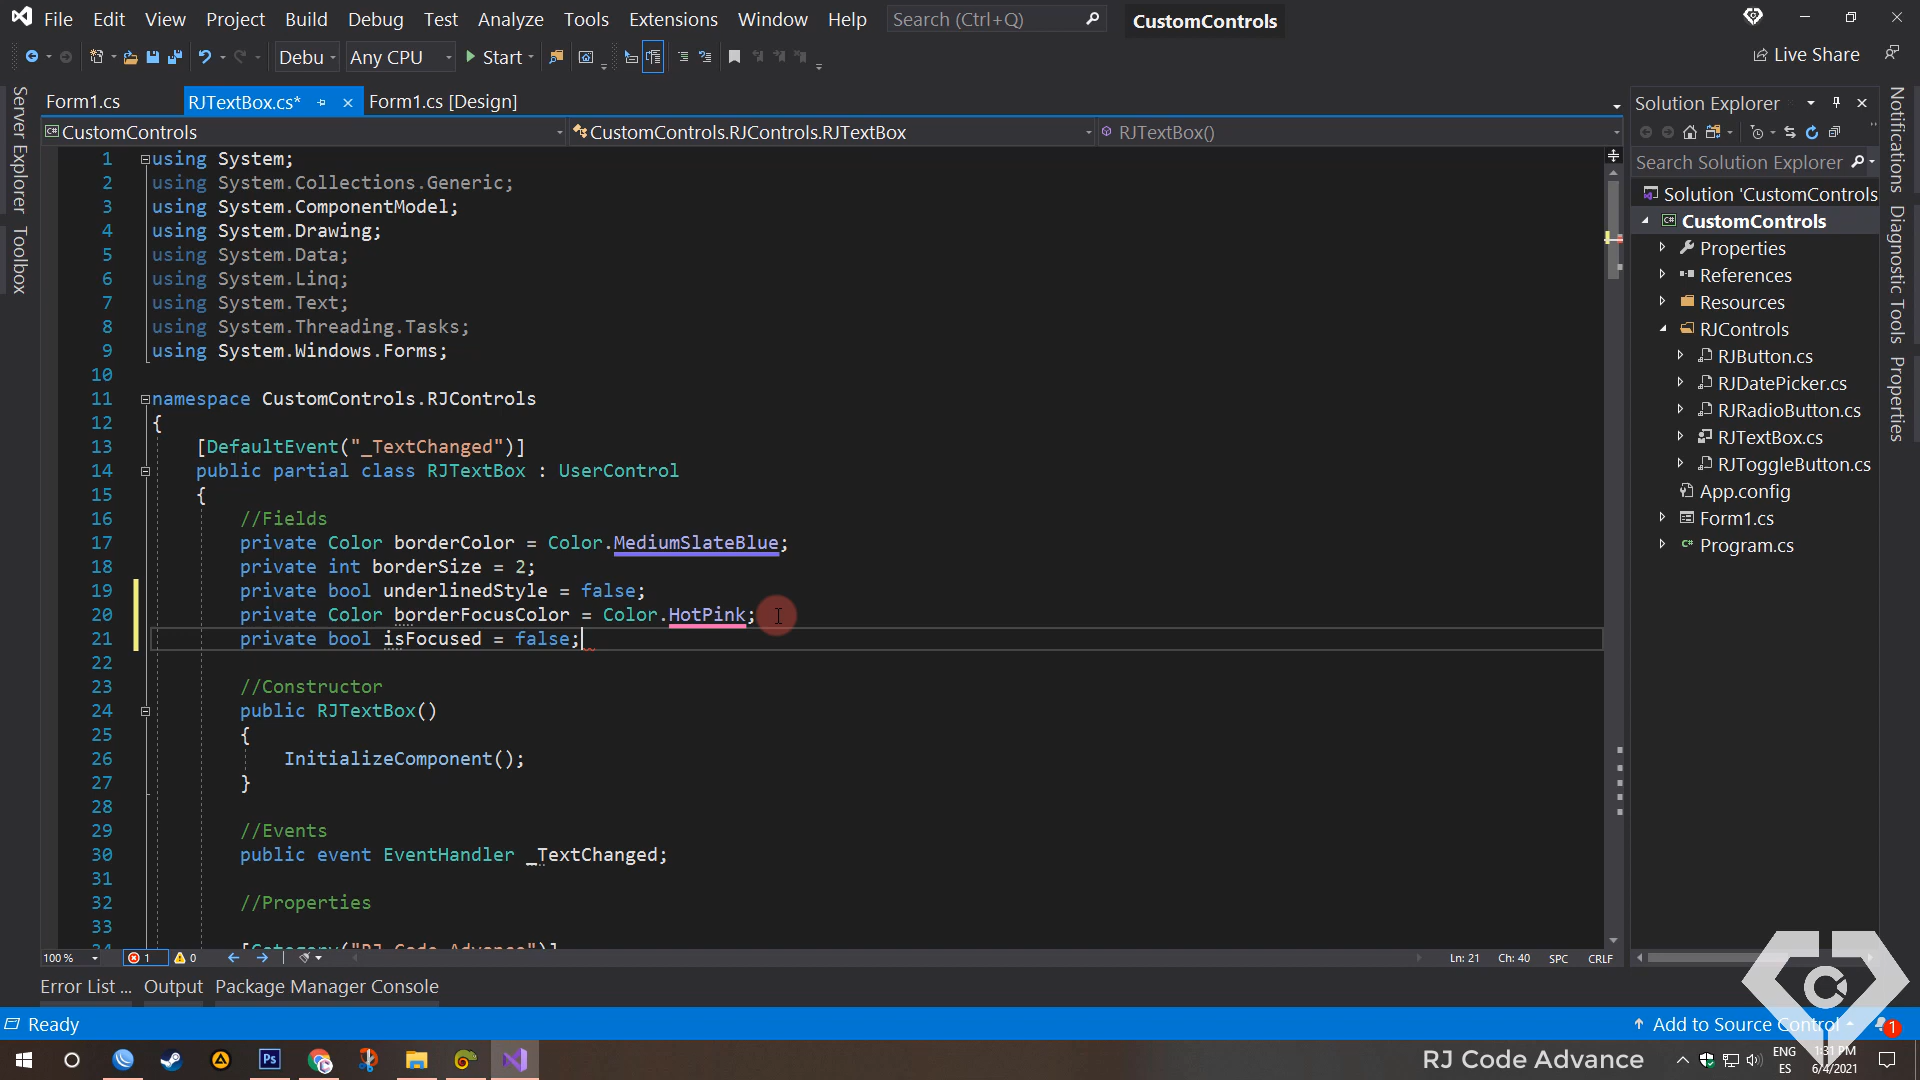 File Edit View Project Build Debug Test Analyze Tools Extensions Window Help Search (Ctrl+Q) CustomControls
Debu Any CPU Start Live Share
Form1.cs RJTextBox.cs* Form1.cs [Design]
CustomControls CustomControls.RJControls.RJTextBox RJTextBox()
Server Explorer
Toolbox
1 using System;
2 using System.Collections.Generic;
3 using System.ComponentModel;
4 using System.Drawing;
5 using System.Data;
6 using System.Linq;
7 using System.Text;
8 using System.Threading.Tasks;
9 using System.Windows.Forms;
10
11 namespace CustomControls.RJControls
12 {
13 [DefaultEvent("_TextChanged")]
14 public partial class RJTextBox : UserControl
15 {
16 //Fields
17 private Color borderColor = Color.MediumSlateBlue;
18 private int borderSize = 2;
19 private bool underlinedStyle = false;
20 private Color borderFocusColor = Color.HotPink;
21 private bool isFocused = false;
22
23 //Constructor
24 public RJTextBox()
25 {
26 InitializeComponent();
27 }
28
29 //Events
30 public event EventHandler _TextChanged;
31
32 //Properties
33
34 [Category("RJ Code Advance")]
100 % 1 0 Ln: 21 Ch: 40 SPC CRLF
Solution Explorer
Search Solution Explorer
Solution 'CustomControls
CustomControls
Properties
References
Resources
RJControls
RJButton.cs
RJDatePicker.cs
RJRadioButton.cs
RJTextBox.cs
RJToggleButton.cs
App.config
Form1.cs
Program.cs
Notifications
Diagnostic Tools
Properties
Error List ... Output Package Manager Console
Ready Add to Source Control 1
RJ Code Advance
ENG
ES
1:31 PM
6/4/2021